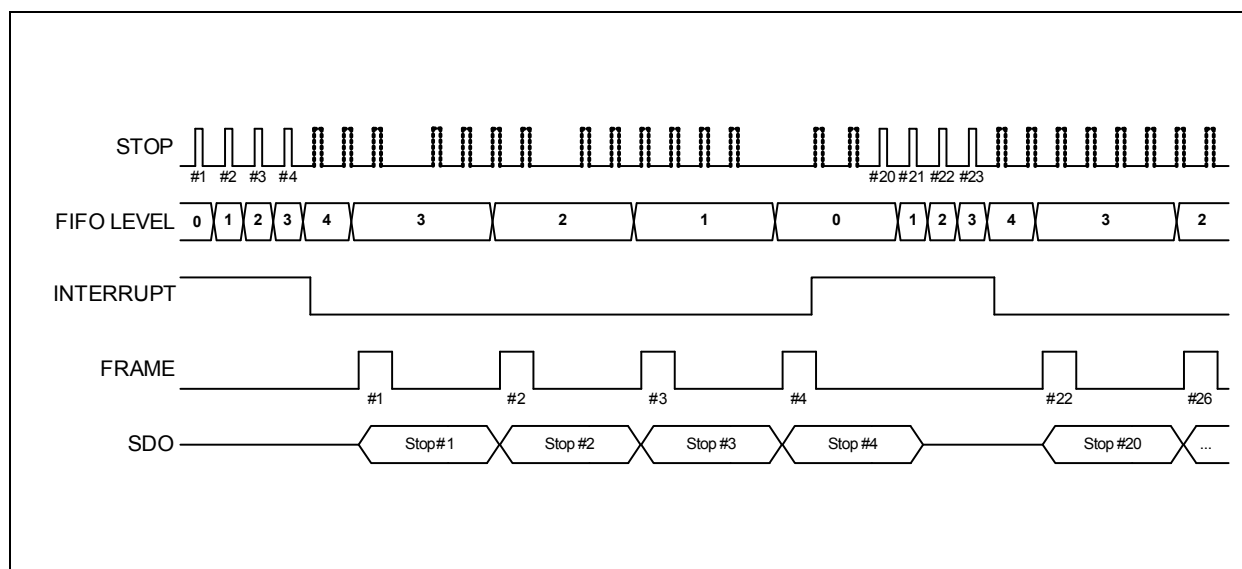 STOP
#1 #2 #3 #4 #20 #21 #22 #23
FIFO LEVEL 0 1 2 3 4 3 2 1 0 1 2 3 4 3 2
INTERRUPT
FRAME
#1 #2 #3 #4 #22 #26
SDO Stop#1 Stop #2 Stop #3 Stop #4 Stop #20 ...